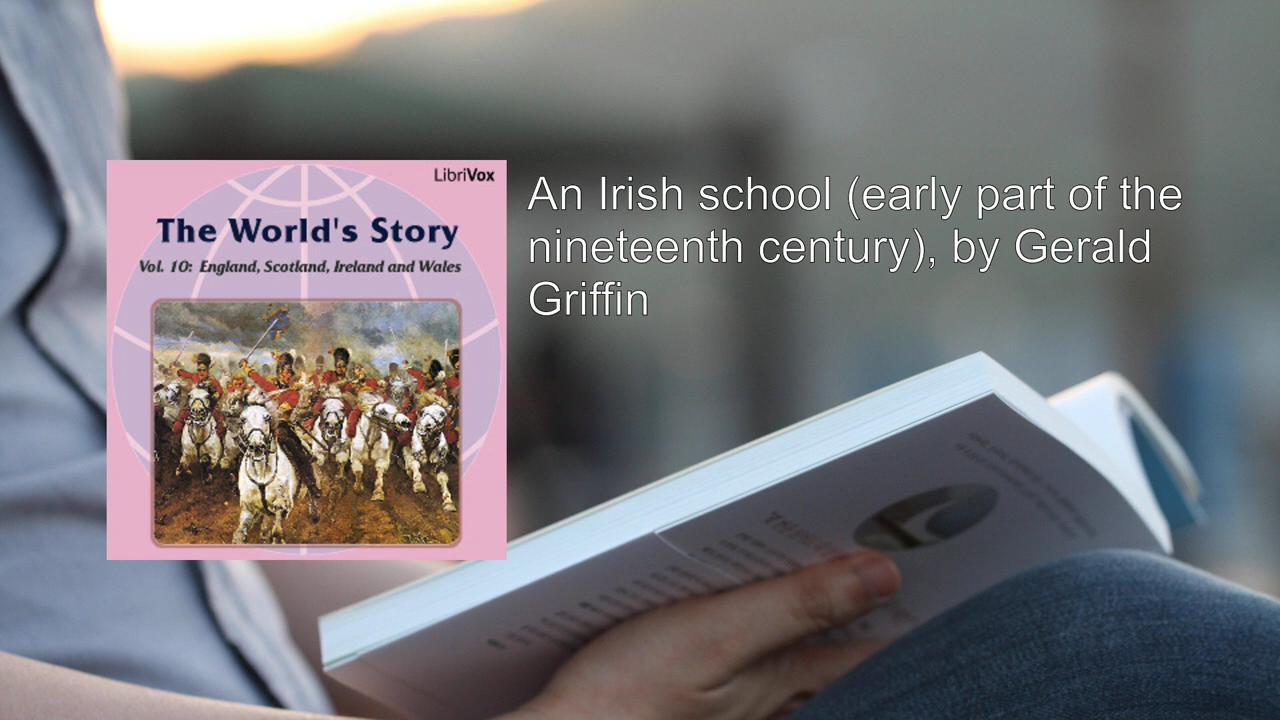 LibriVox
The World's Story
Vol. 10: England, Scotland, Ireland and Wales
An Irish school (early part of the
nineteenth century), by Gerald
Griffin